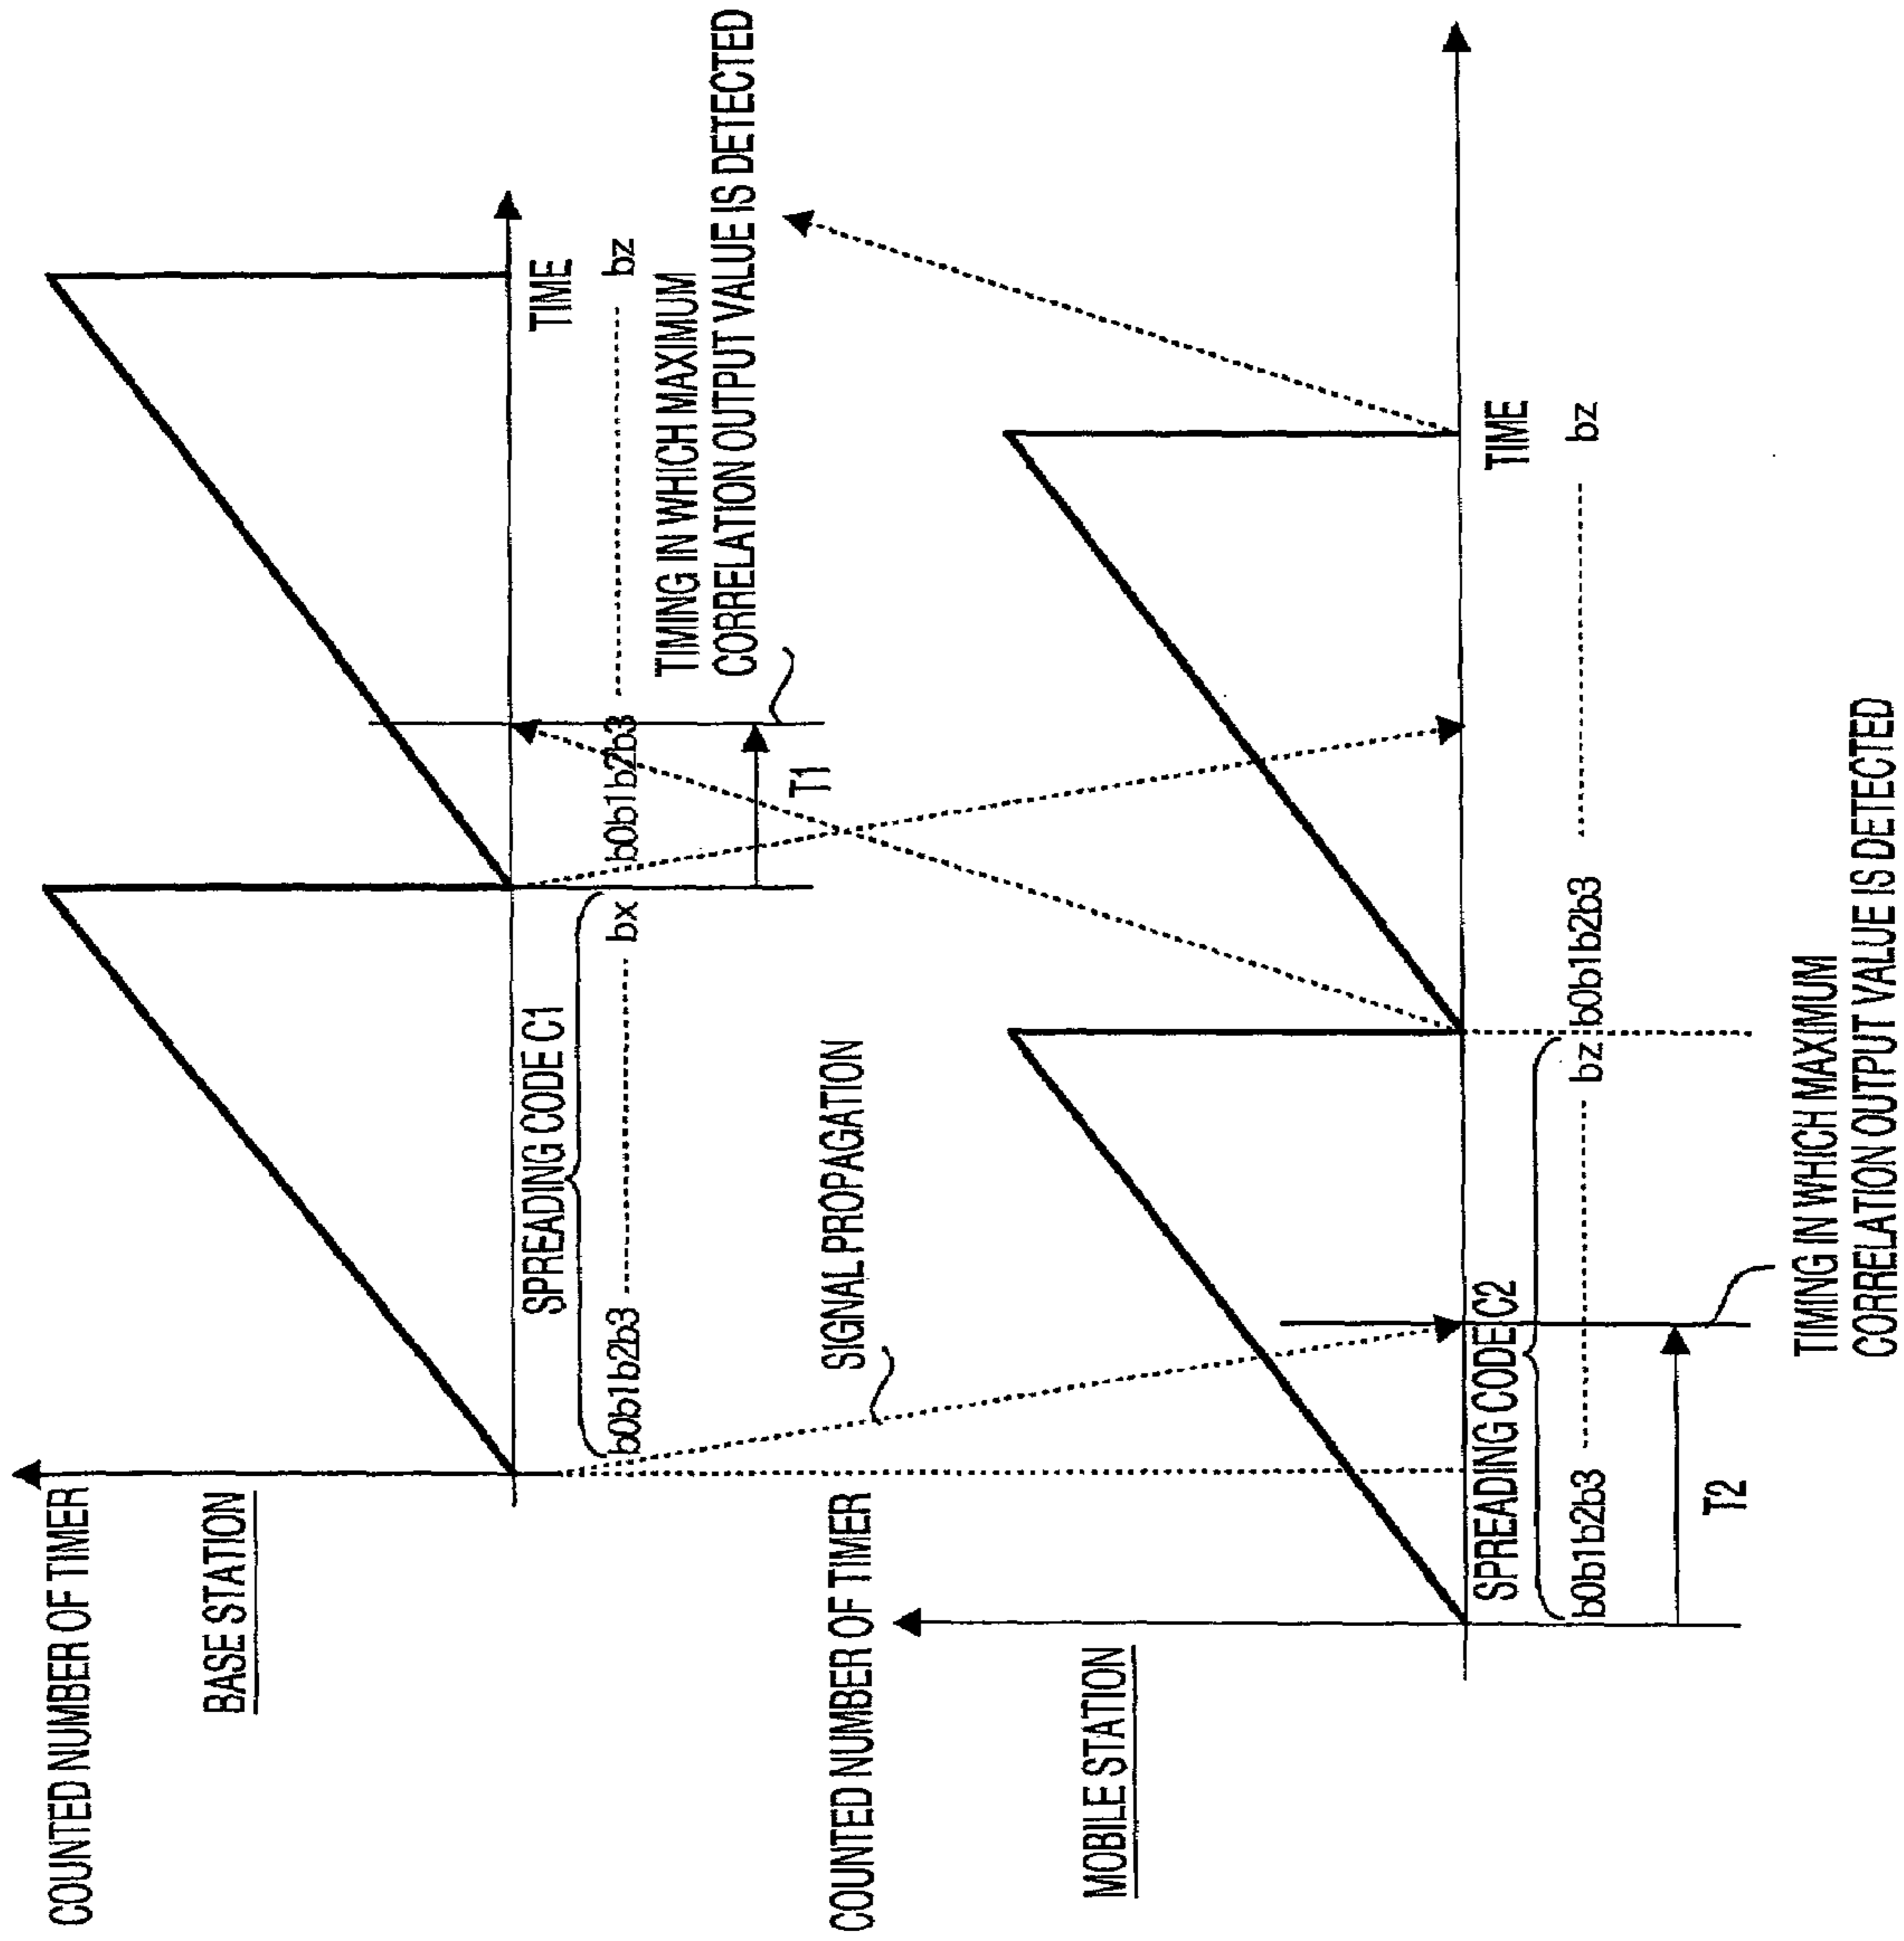 COUNTED NUMBER OF TIMER
BASE STATION
SPREADING CODE C1
b0b1b2b3
bx
b0b1b2b3
bz
TIME
T1
TIMING IN WHICH MAXIMUM
CORRELATION OUTPUT VALUE IS DETECTED
SIGNAL PROPAGATION
COUNTED NUMBER OF TIMER
MOBILE STATION
SPREADING CODE C2
b0b1b2b3
bz
b0b1b2b3
bz
TIME
T2
TIMING IN WHICH MAXIMUM
CORRELATION OUTPUT VALUE IS DETECTED